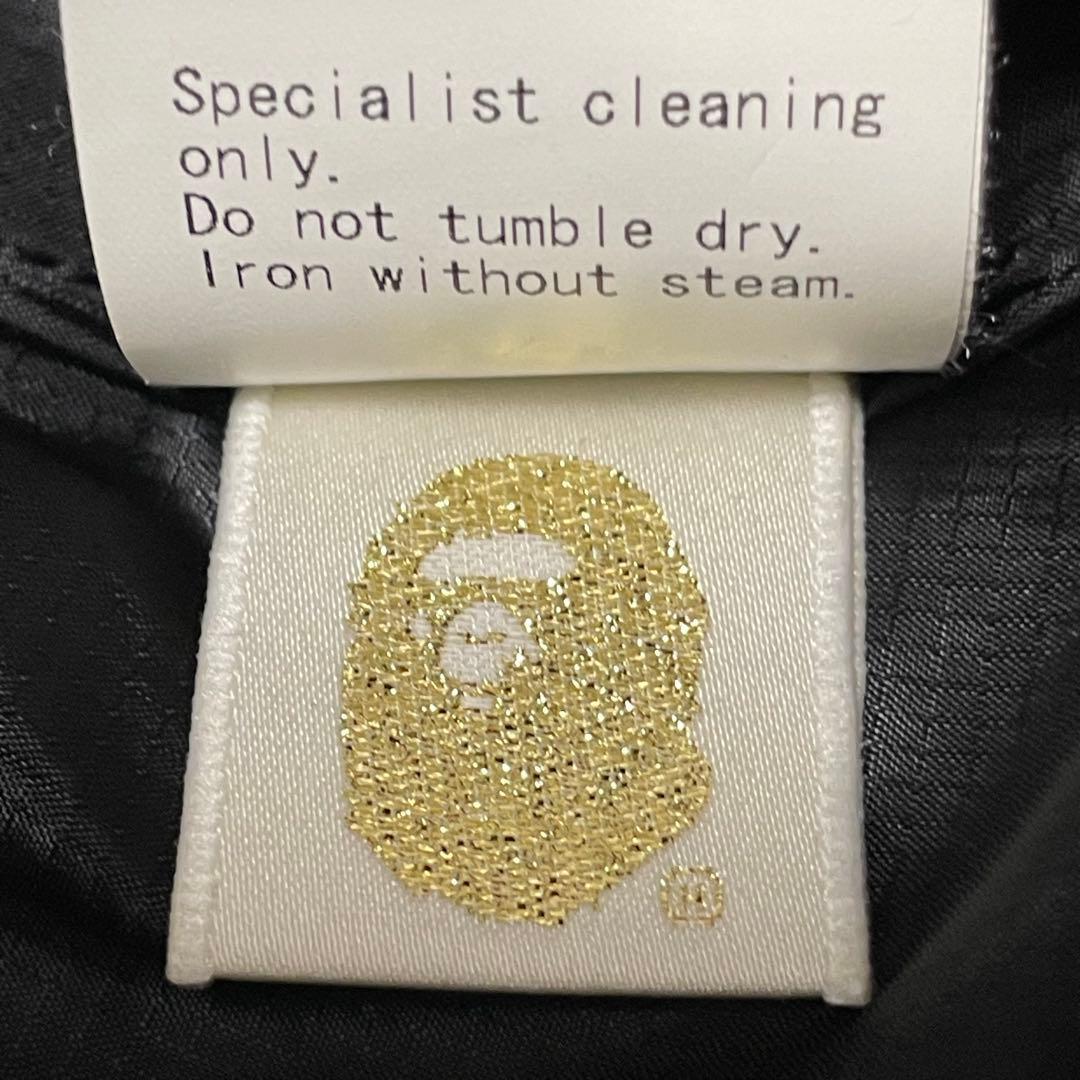 Specialist cleaning
only.
Do not tumble dry.
Iron without steam.